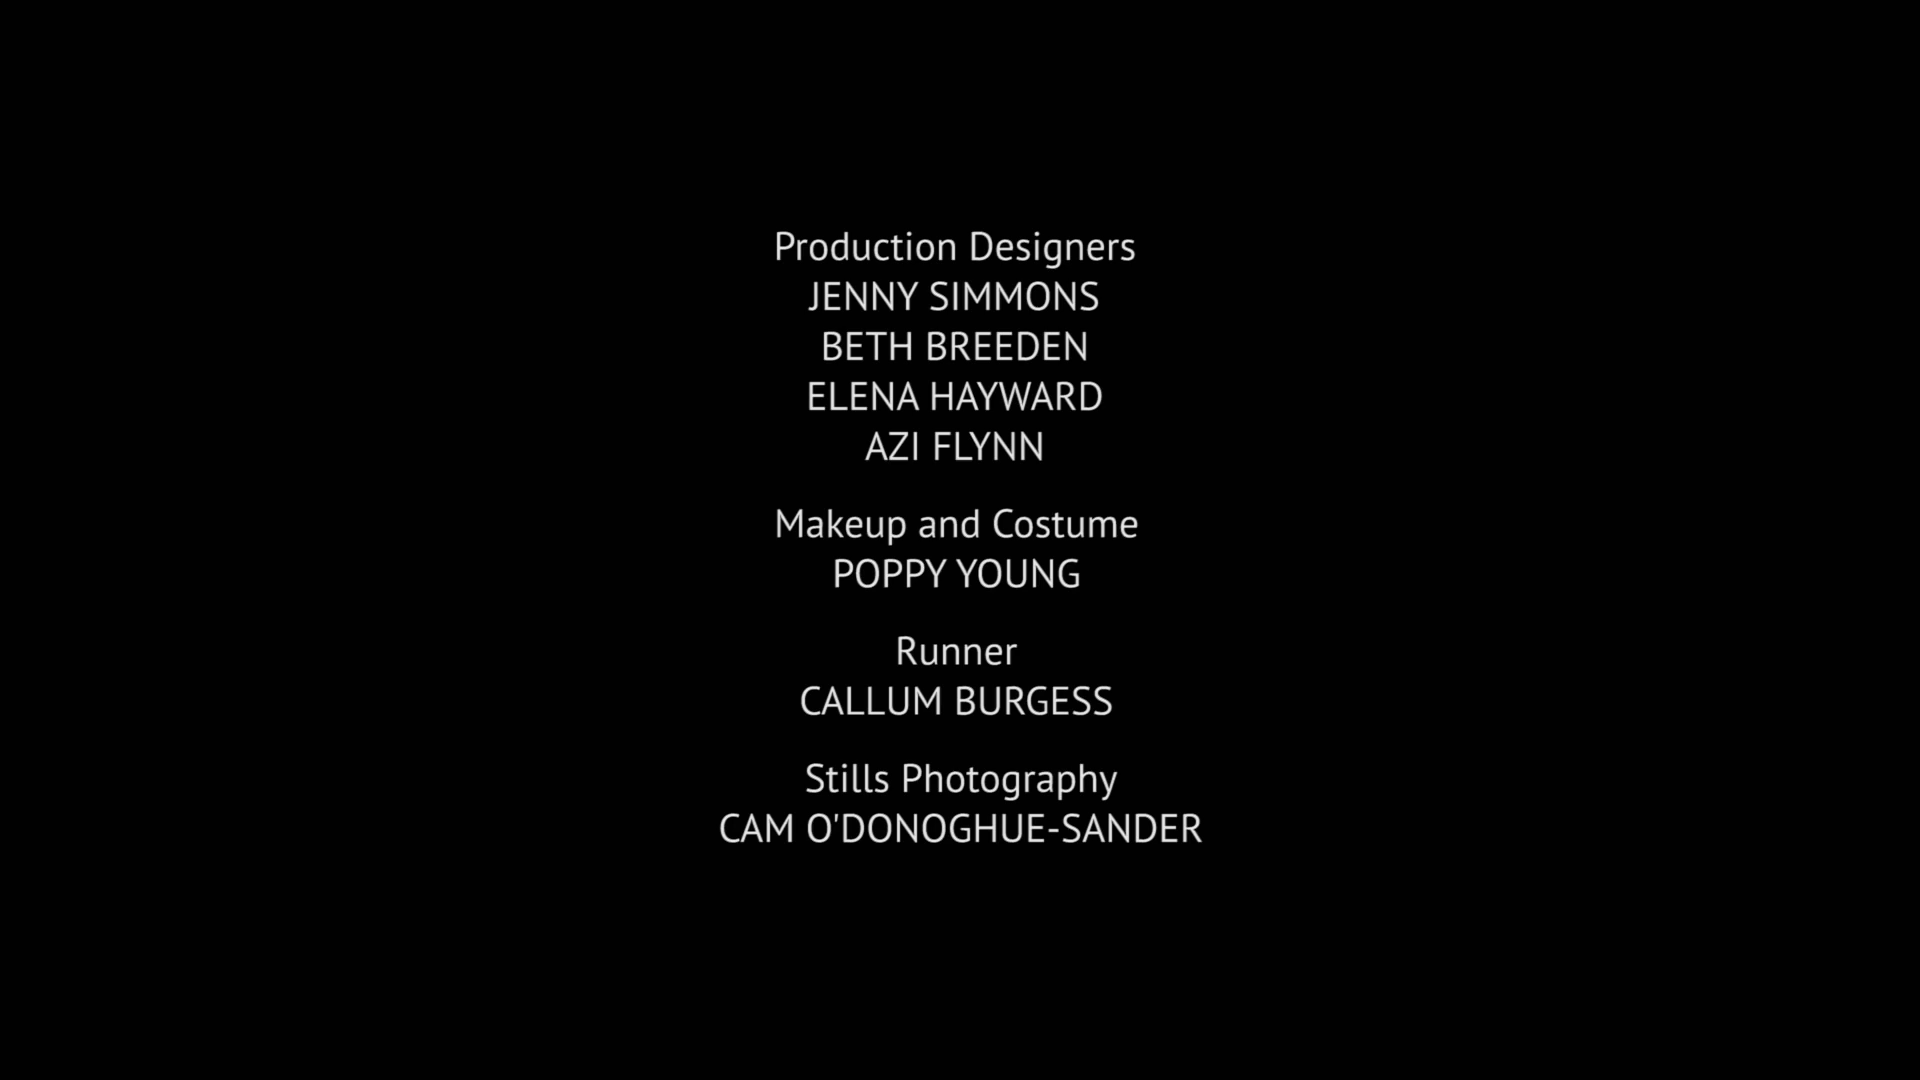 Production Designers
JENNY SIMMONS
BETH BREEDEN
ELENA HAYWARD
AZI FLYNN
Makeup and Costume
POPPY YOUNG
Runner
CALLUM BURGESS
Stills Photography
CAM O'DONOGHUE-SANDER